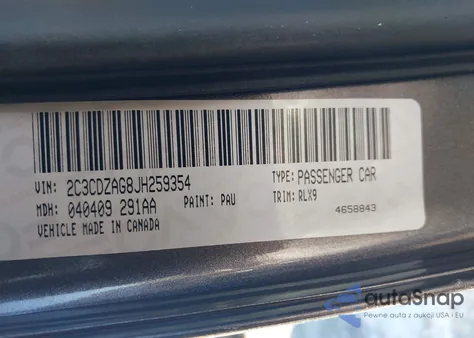 VIN: 2C3CDZAG8JH259354 TYPE: PASSENGER CAR
MDH: 040409 291AA PAINT: PAU TRIM: RLX9
VEHICLE MADE IN CANADA 4658843
autoSnap
Pewne auta z aukcji USA i EU